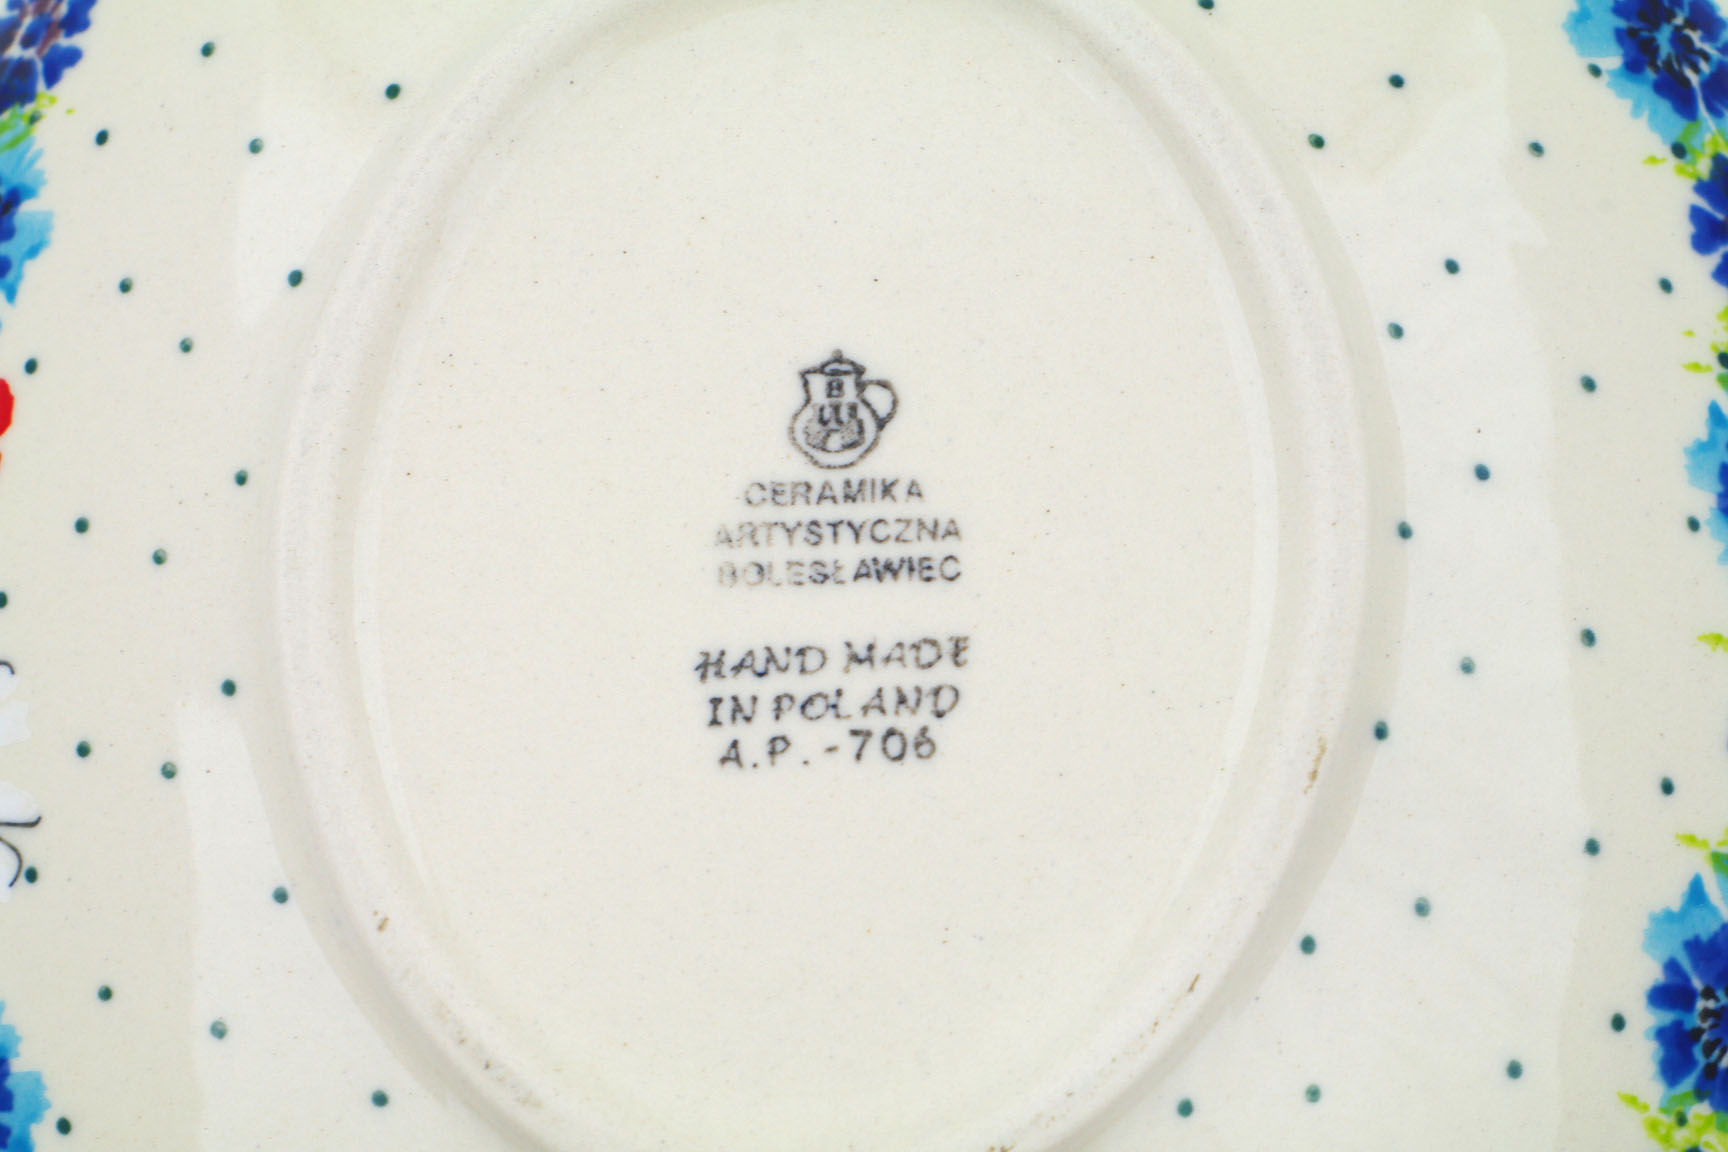 B
CERAMIKA
ARTYSTYCZNA
BOLESŁAWIEC
HAND MADE
IN POLAND
A.P.-706